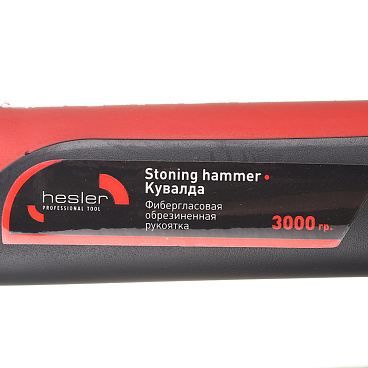 hesler
PROFESSIONAL TOOL
Stoning hammer •
Кувалда
Фибергласовая
обрезиненная
рукоятка
3000 гр.